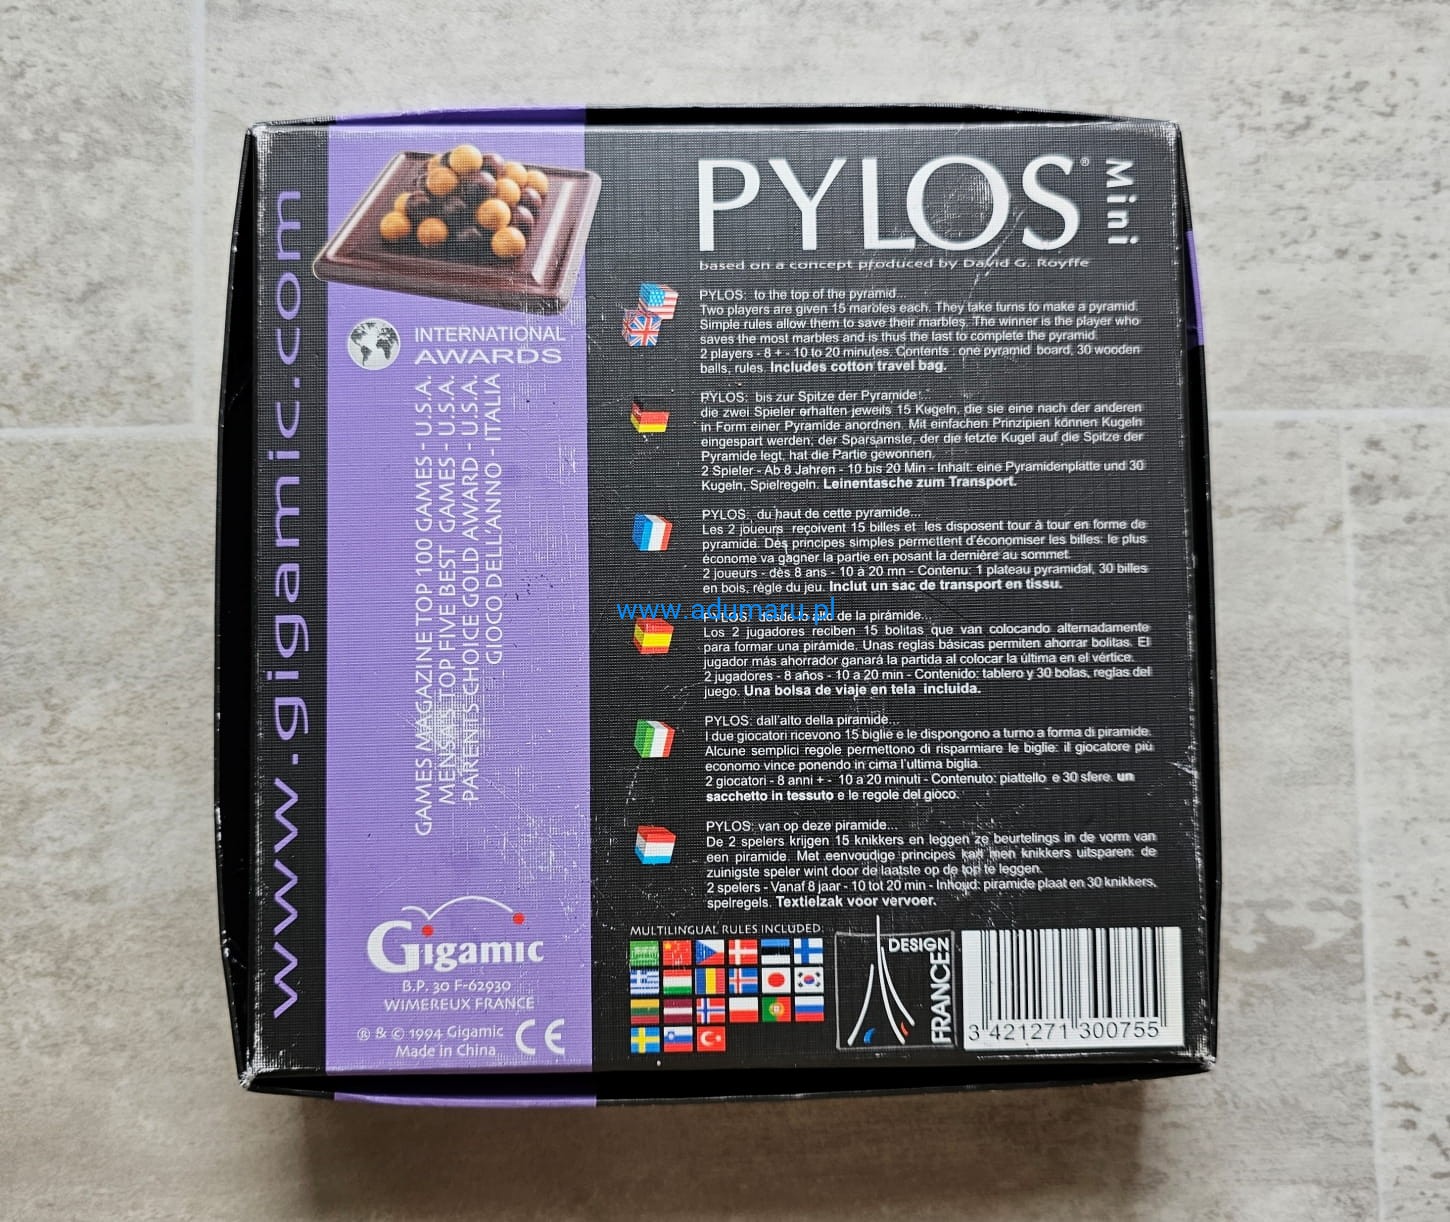 www.gigamic.com
INTERNATIONAL
AWARDS
GAMES MAGAZINE TOP 100 GAMES - U.S.A.
MENSA'S TOP FIVE BEST GAMES - U.S.A.
PARENTS CHOICE GOLD AWARD - U.S.A.
GIOCO DELL'ANNO - ITALIA
Gigamic
B.P. 30 F-62930
WIMEREUX FRANCE
® & © 1994 Gigamic
Made in China
CE
PYLOS® Mini
based on a concept produced by David G. Royffe
PYLOS: to the top of the pyramid...
Two players are given 15 marbles each. They take turns to make a pyramid.
Simple rules allow them to save their marbles. The winner is the player who
saves the most marbles and is thus the last to complete the pyramid.
2 players - 8 + - 10 to 20 minutes. Contents : one pyramid board, 30 wooden
balls, rules. Includes cotton travel bag.
PYLOS: bis zur Spitze der Pyramide...
die zwei Spieler erhalten jeweils 15 Kugeln, die sie eine nach der anderen
in Form einer Pyramide anordnen. Mit einfachen Prinzipien können Kugeln
eingespart werden; der Sparsamste, der die letzte Kugel auf die Spitze der
Pyramide legt, hat die Partie gewonnen.
2 Spieler - Ab 8 Jahren - 10 bis 20 Min - Inhalt: eine Pyramidenplatte und 30
Kugeln, Spielregeln. Leinentasche zum Transport.
PYLOS: du haut de cette pyramide...
Les 2 joueurs reçoivent 15 billes et les disposent tour à tour en forme de
pyramide. Des principes simples permettent d'économiser les billes: le plus
économe va gagner la partie en posant la dernière au sommet.
2 joueurs - dès 8 ans - 10 à 20 mn - Contenu: 1 plateau pyramidal, 30 billes
en bois, règle du jeu. Inclut un sac de transport en tissu.
www.adumaru.pl
PYLOS: desde lo alto de la pirámide...
Los 2 jugadores reciben 15 bolitas que van colocando alternadamente
para formar una pirámide. Unas reglas básicas permiten ahorrar bolitas. El
jugador más ahorrador ganará la partida al colocar la última en el vértice.
2 jugadores - 8 años - 10 a 20 min - Contenido: tablero y 30 bolas, reglas del
juego. Una bolsa de viaje en tela incluida.
PYLOS: dall'alto della piramide...
I due giocatori ricevono 15 biglie e le dispongono a turno a forma di piramide.
Alcune semplici regole permettono di risparmiare le biglie: il giocatore più
economo vince ponendo in cima l'ultima biglia.
2 giocatori - 8 anni + - 10 a 20 minuti - Contenuto: piattello e 30 sfere. un
sacchetto in tessuto e le regole del gioco.
PYLOS: van op deze piramide...
De 2 spelers krijgen 15 knikkers en leggen ze beurtelings in de vorm van
een piramide. Met eenvoudige principes kan men knikkers uitsparen: de
zuinigste speler wint door de laatste op de top te leggen.
2 spelers - Vanaf 8 jaar - 10 tot 20 min - Inhoud: piramide plaat en 30 knikkers,
spelregels. Textielzak voor vervoer.
MULTILINGUAL RULES INCLUDED:
DESIGN
FRANCE
3 421271 300755